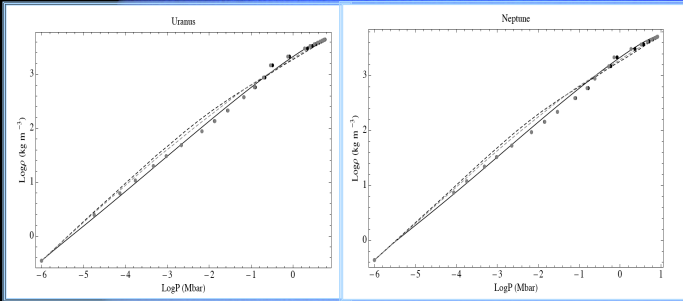 Uranus
3
2
1
0
Logρ (kg m⁻³)
−6 −5 −4 −3 −2 −1 0
LogP (Mbar)
Neptune
3
2
1
0
Logρ (kg m⁻³)
−6 −5 −4 −3 −2 −1 0 1
LogP (Mbar)